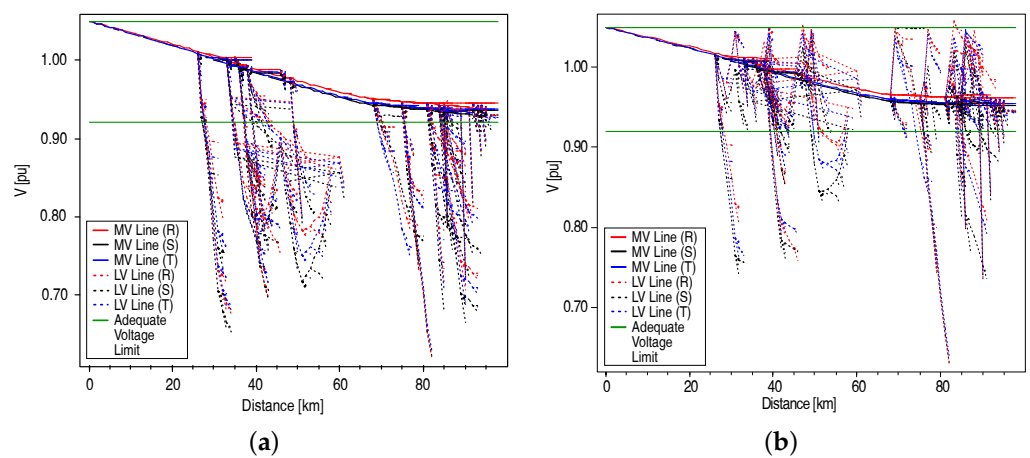 V [pu]
1.00
0.90
0.80
0.70
MV Line (R)
MV Line (S)
MV Line (T)
LV Line (R)
LV Line (S)
LV Line (T)
Adequate
Voltage
Limit
0 20 40 60 80
Distance [km]
(a)
V [pu]
1.00
0.90
0.80
0.70
MV Line (R)
MV Line (S)
MV Line (T)
LV Line (R)
LV Line (S)
LV Line (T)
Adequate
Voltage
Limit
0 20 40 60 80
Distance [km]
(b)